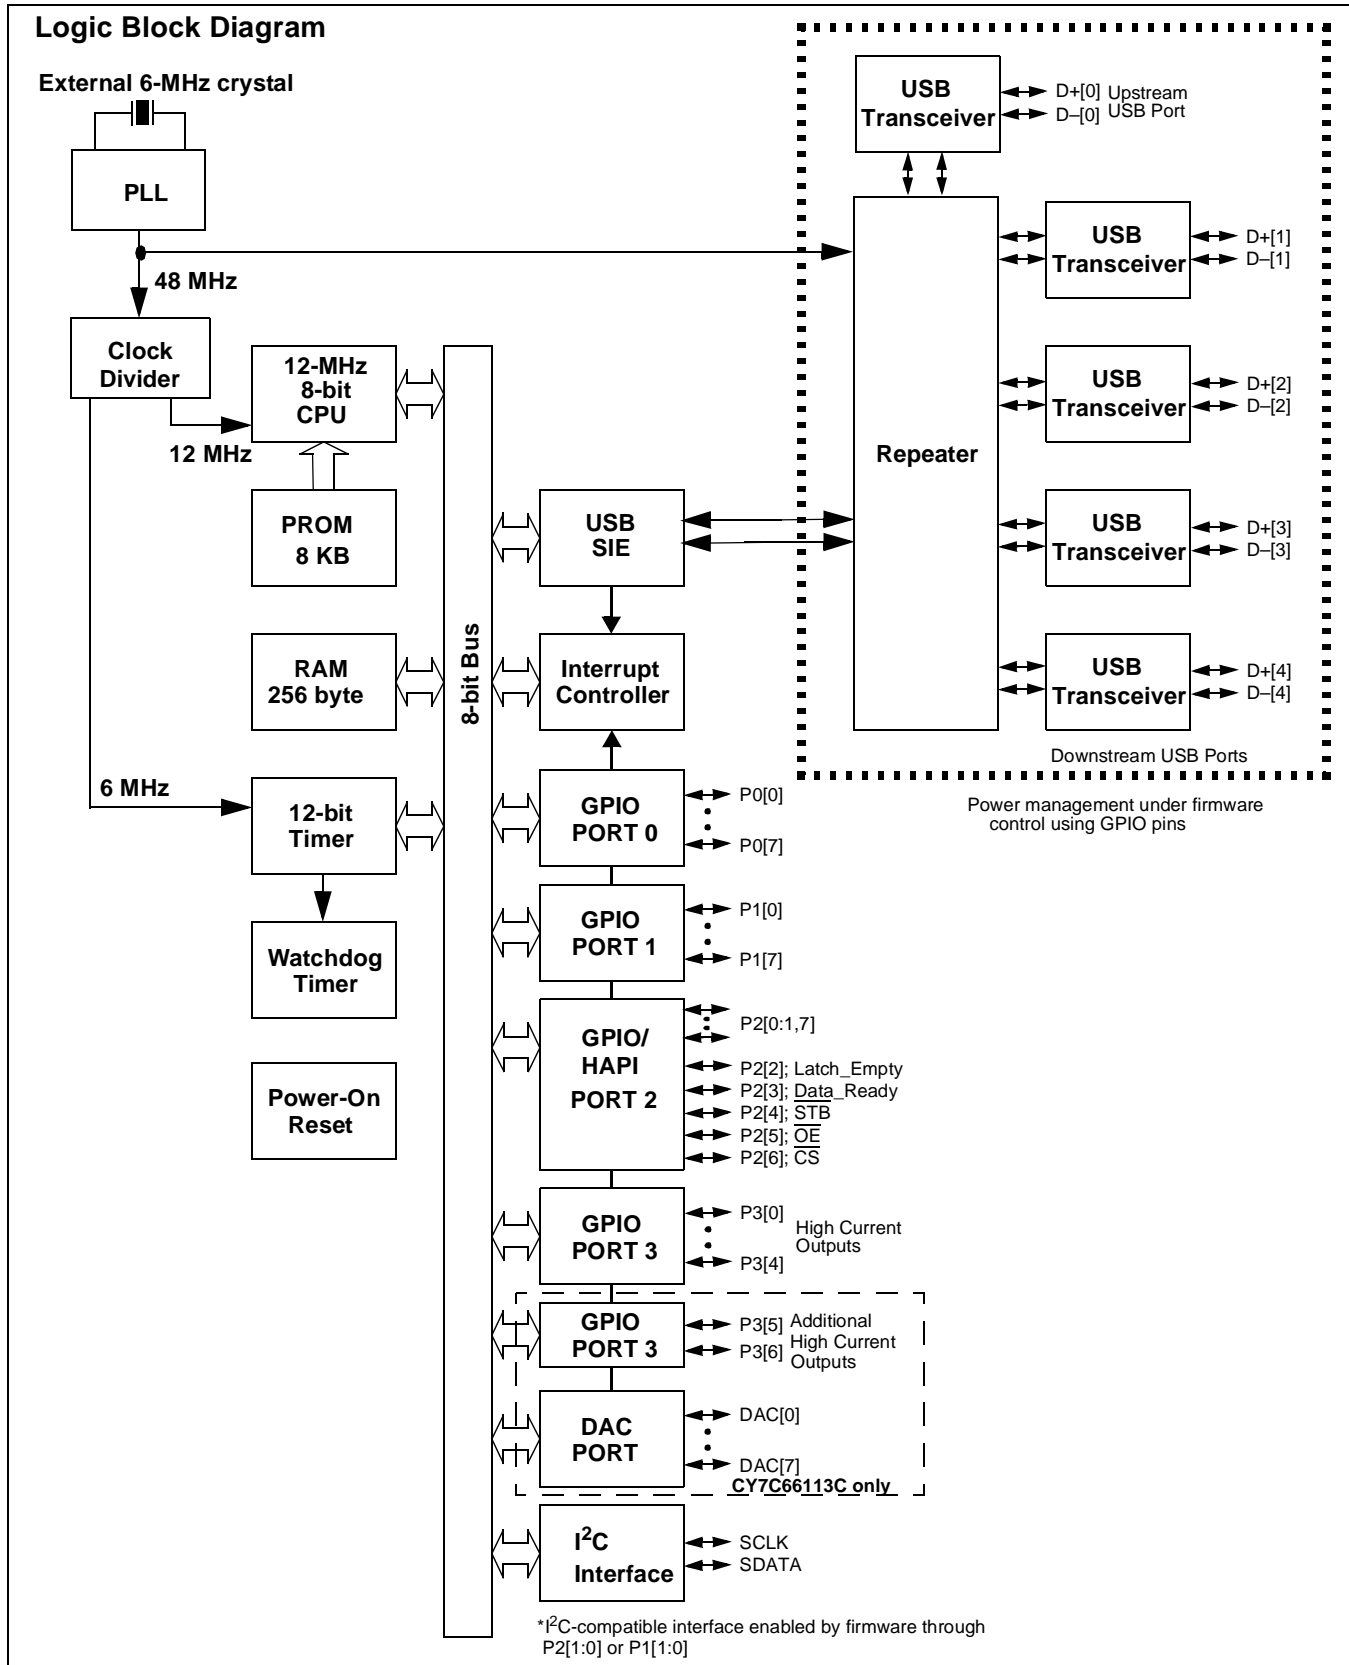 Logic Block Diagram
External 6-MHz crystal
PLL
48 MHz
Clock
Divider
12-MHz
8-bit
CPU
12 MHz
PROM
8 KB
RAM
256 byte
6 MHz
12-bit
Timer
Watchdog
Timer
Power-On
Reset
8-bit Bus
USB
SIE
Interrupt
Controller
GPIO
PORT 0
P0[0]
P0[7]
GPIO
PORT 1
P1[0]
P1[7]
GPIO/
HAPI
PORT 2
P2[0:1,7]
P2[2]; Latch_Empty
P2[3]; Data_Ready
P2[4]; STB
P2[5]; OE
P2[6]; CS
GPIO
PORT 3
P3[0]
P3[4]
High Current
Outputs
GPIO
PORT 3
P3[5]
P3[6]
Additional
High Current
Outputs
DAC
PORT
DAC[0]
DAC[7]
CY7C66113C only
I²C
Interface
SCLK
SDATA
*I²C-compatible interface enabled by firmware through
P2[1:0] or P1[1:0]
USB
Transceiver
D+[0]
D–[0]
Upstream
USB Port
Repeater
USB
Transceiver
D+[1]
D–[1]
USB
Transceiver
D+[2]
D–[2]
USB
Transceiver
D+[3]
D–[3]
USB
Transceiver
D+[4]
D–[4]
Downstream USB Ports
Power management under firmware
control using GPIO pins